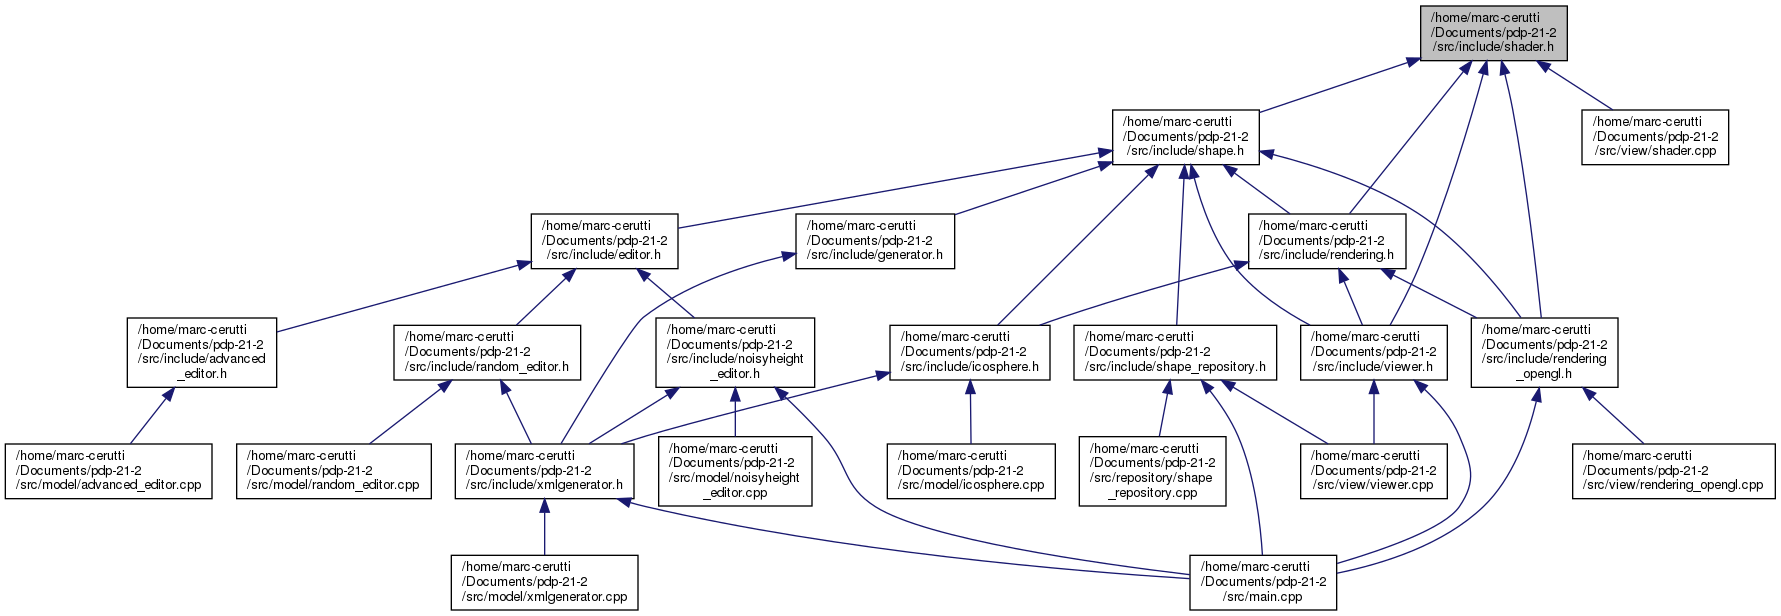 /home/marc-cerutti
/Documents/pdp-21-2
/src/include/shader.h
/home/marc-cerutti
/Documents/pdp-21-2
/src/include/shape.h
/home/marc-cerutti
/Documents/pdp-21-2
/src/view/shader.cpp
/home/marc-cerutti
/Documents/pdp-21-2
/src/include/editor.h
/home/marc-cerutti
/Documents/pdp-21-2
/src/include/generator.h
/home/marc-cerutti
/Documents/pdp-21-2
/src/include/rendering.h
/home/marc-cerutti
/Documents/pdp-21-2
/src/include/advanced
_editor.h
/home/marc-cerutti
/Documents/pdp-21-2
/src/include/random_editor.h
/home/marc-cerutti
/Documents/pdp-21-2
/src/include/noisyheight
_editor.h
/home/marc-cerutti
/Documents/pdp-21-2
/src/include/icosphere.h
/home/marc-cerutti
/Documents/pdp-21-2
/src/include/shape_repository.h
/home/marc-cerutti
/Documents/pdp-21-2
/src/include/viewer.h
/home/marc-cerutti
/Documents/pdp-21-2
/src/include/rendering
_opengl.h
/home/marc-cerutti
/Documents/pdp-21-2
/src/model/advanced_editor.cpp
/home/marc-cerutti
/Documents/pdp-21-2
/src/model/random_editor.cpp
/home/marc-cerutti
/Documents/pdp-21-2
/src/include/xmlgenerator.h
/home/marc-cerutti
/Documents/pdp-21-2
/src/model/noisyheight
_editor.cpp
/home/marc-cerutti
/Documents/pdp-21-2
/src/model/icosphere.cpp
/home/marc-cerutti
/Documents/pdp-21-2
/src/repository/shape
_repository.cpp
/home/marc-cerutti
/Documents/pdp-21-2
/src/view/viewer.cpp
/home/marc-cerutti
/Documents/pdp-21-2
/src/view/rendering_opengl.cpp
/home/marc-cerutti
/Documents/pdp-21-2
/src/model/xmlgenerator.cpp
/home/marc-cerutti
/Documents/pdp-21-2
/src/main.cpp